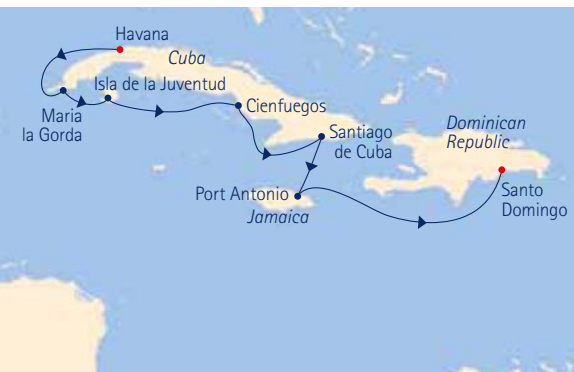 Havana
Cuba
Isla de la Juventud
Maria
la Gorda
Cienfuegos
Santiago
de Cuba
Dominican
Republic
Port Antonio
Jamaica
Santo
Domingo